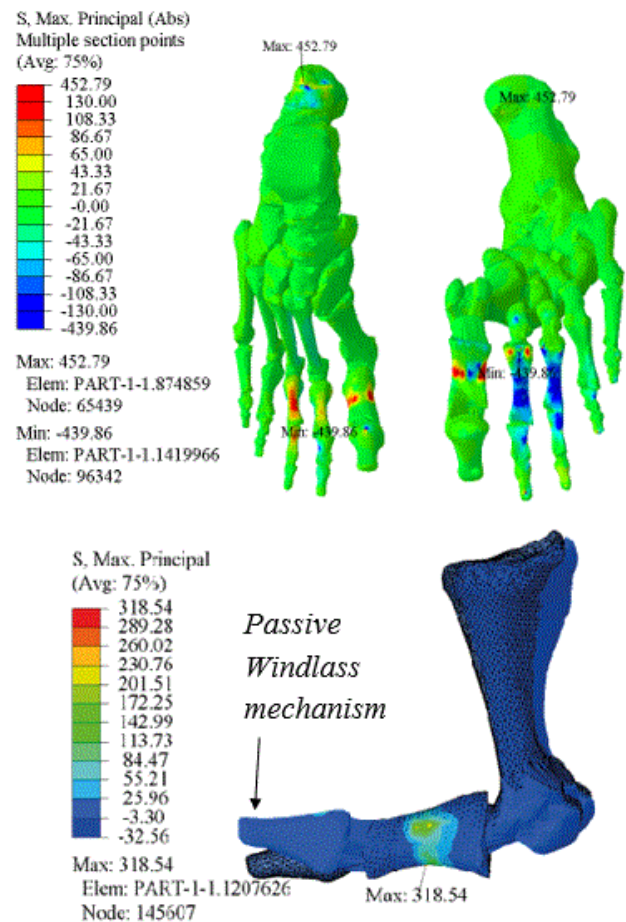 S, Max. Principal (Abs)
Multiple section points
(Avg: 75%)
452.79
130.00
108.33
86.67
65.00
43.33
21.67
-0.00
-21.67
-43.33
-65.00
-86.67
-108.33
-130.00
-439.86
Max: 452.79
Elem: PART-1-1.874859
Node: 65439
Min: -439.86
Elem: PART-1-1.1419966
Node: 96342
Max: 452.79
Min: -439.86
Max: 452.79
Min: -439.86
S, Max. Principal
(Avg: 75%)
318.54
289.28
260.02
230.76
201.51
172.25
142.99
113.73
84.47
55.21
25.96
-3.30
-32.56
Max: 318.54
Elem: PART-1-1.1207626
Node: 145607
Passive
Windlass
mechanism
Max: 318.54